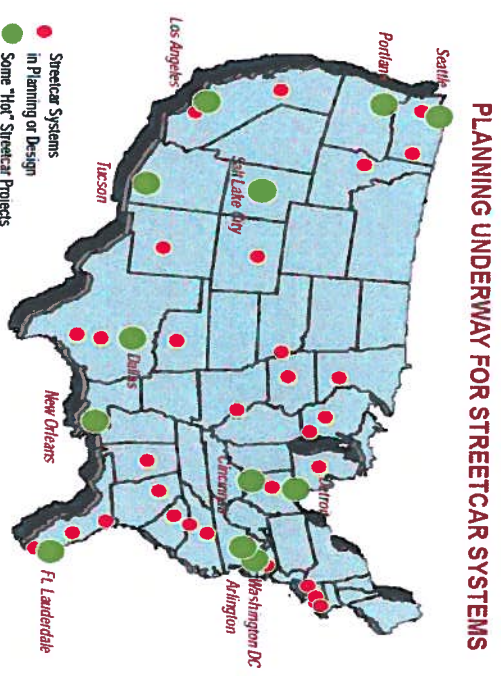 PLANNING UNDERWAY FOR STREETCAR SYSTEMS
Seattle
Portland
Salt Lake City
Los Angeles
Tucson
Dallas
New Orleans
Cincinnati
Detroit
Washington DC
Arlington
Ft. Lauderdale
Streetcar Systems
in Planning or Design
Some "Hot" Streetcar Projects